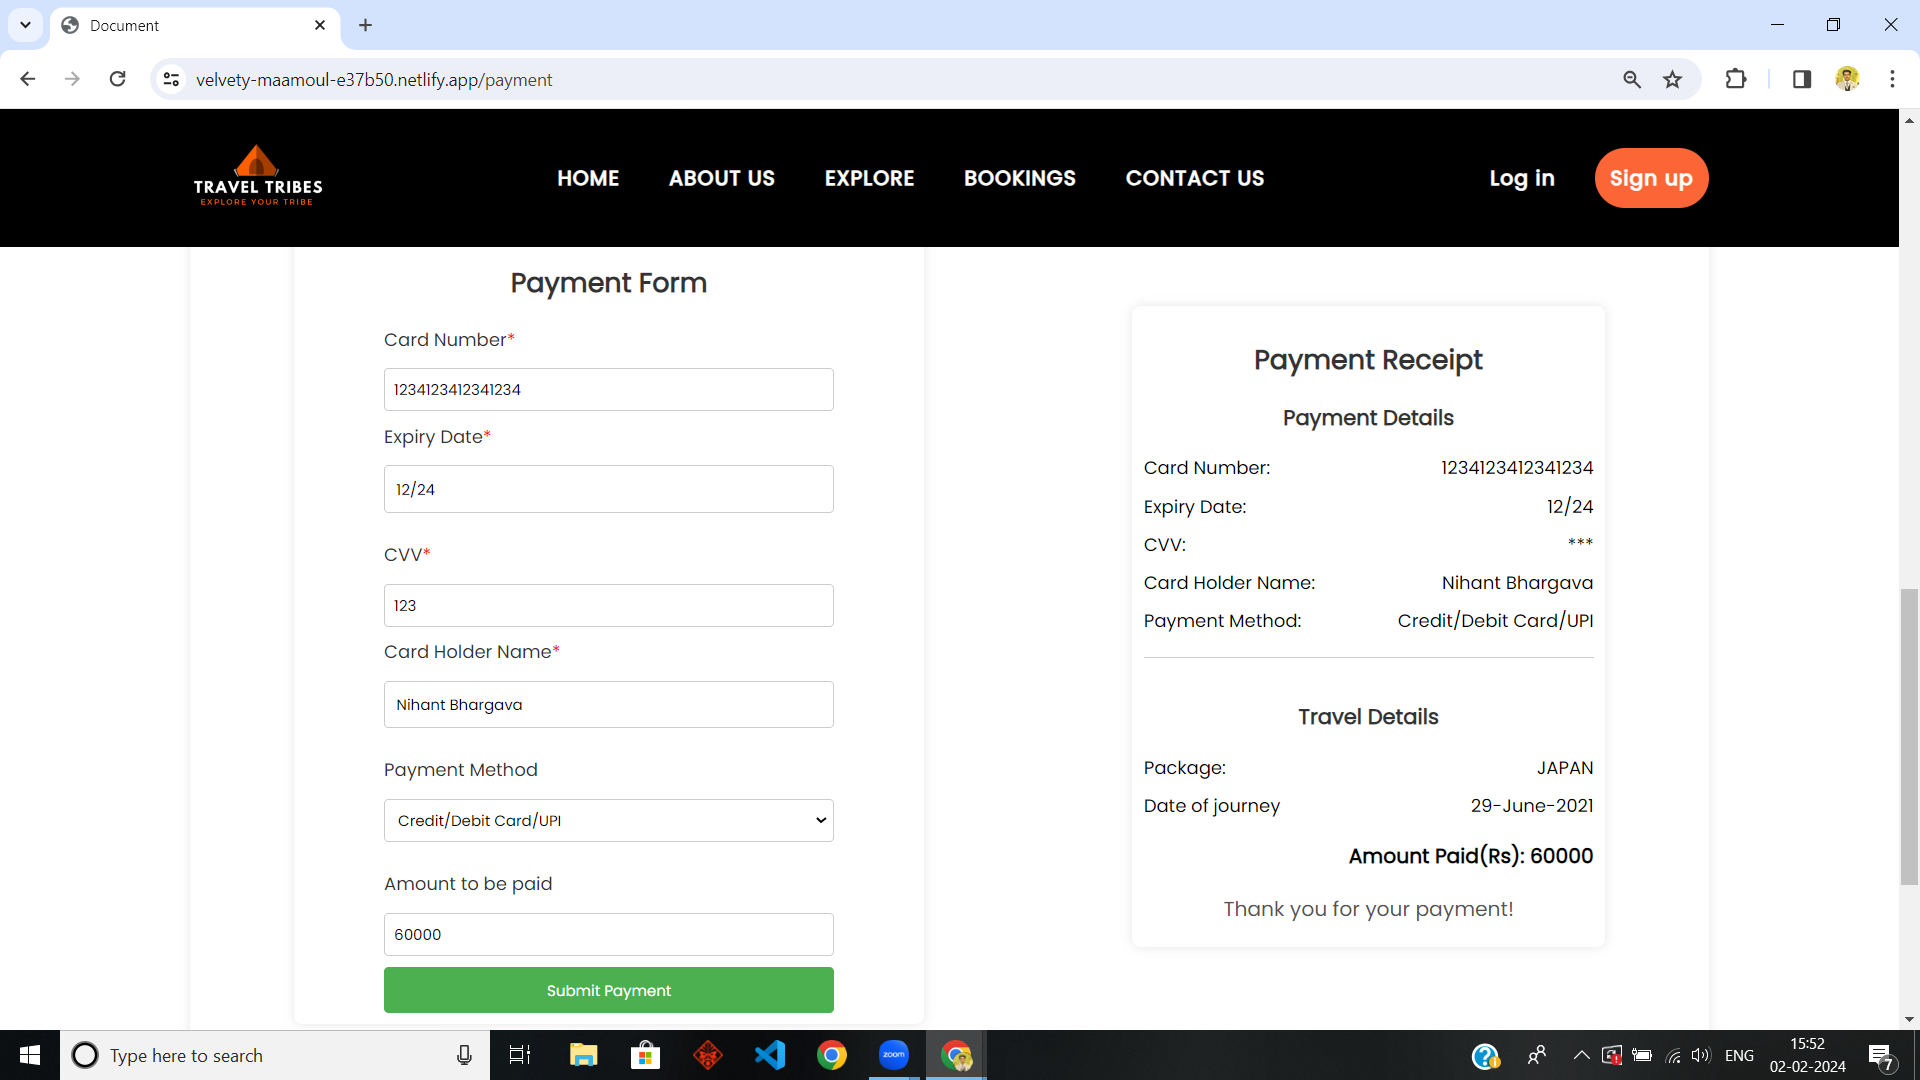 Document
velvety-maamoul-e37b50.netlify.app/payment
TRAVEL TRIBES
EXPLORE YOUR TRIBE
HOME
ABOUT US
EXPLORE
BOOKINGS
CONTACT US
Log in
Sign up
Payment Form
Card Number*
1234123412341234
Expiry Date*
12/24
CVV*
123
Card Holder Name*
Nihant Bhargava
Payment Method
Credit/Debit Card/UPI
Amount to be paid
60000
Submit Payment
Payment Receipt
Payment Details
Card Number: 1234123412341234
Expiry Date: 12/24
CVV: ***
Card Holder Name: Nihant Bhargava
Payment Method: Credit/Debit Card/UPI
Travel Details
Package: JAPAN
Date of journey 29-June-2021
Amount Paid(Rs): 60000
Thank you for your payment!
Type here to search
zoom
ENG
15:52
02-02-2024
7